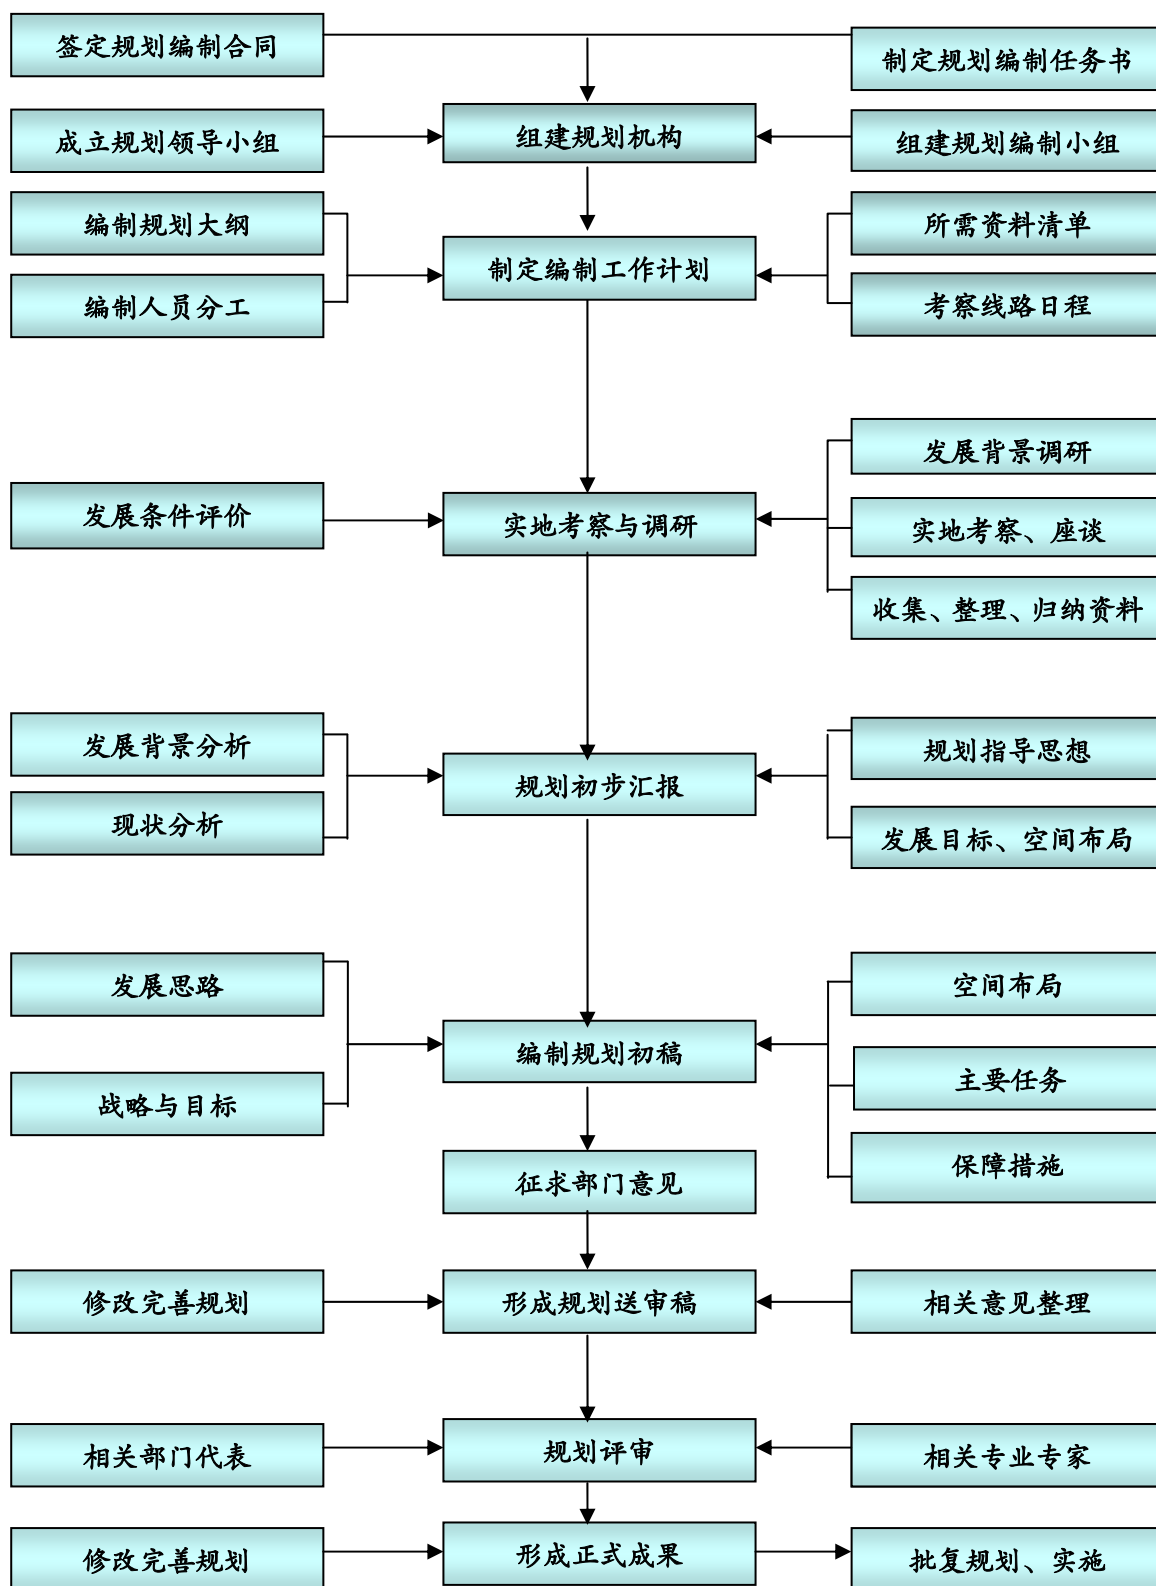 签定规划编制合同
制定规划编制任务书
成立规划领导小组
组建规划机构
组建规划编制小组
编制规划大纲
所需资料清单
制定编制工作计划
编制人员分工
考察线路日程
发展背景调研
发展条件评价
实地考察与调研
实地考察、座谈
收集、整理、归纳资料
发展背景分析
规划指导思想
规划初步汇报
现状分析
发展目标、空间布局
发展思路
空间布局
编制规划初稿
主要任务
战略与目标
保障措施
征求部门意见
修改完善规划
形成规划送审稿
相关意见整理
相关部门代表
规划评审
相关专业专家
修改完善规划
形成正式成果
批复规划、实施